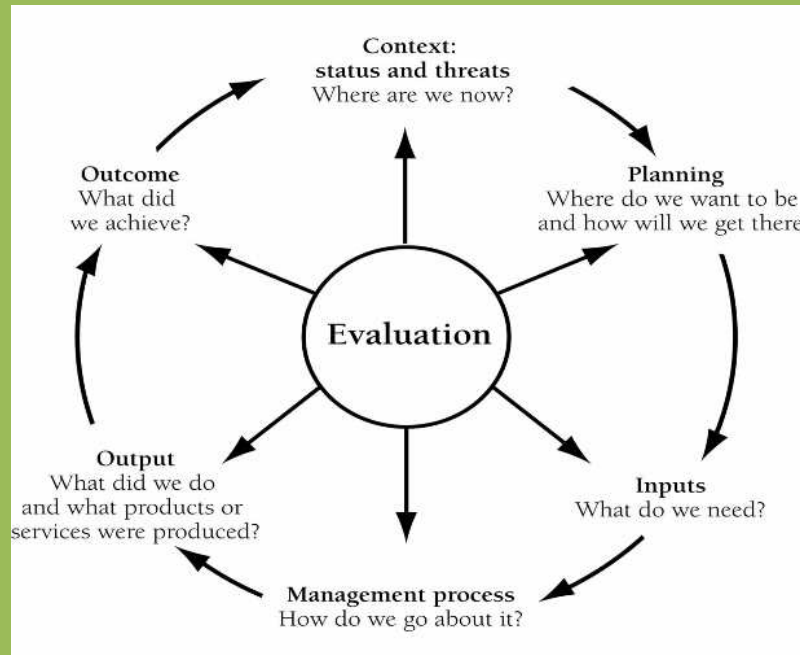 Context:
status and threats
Where are we now?
Planning
Where do we want to be
and how will we get there
Inputs
What do we need?
Management process
How do we go about it?
Output
What did we do
and what products or
services were produced?
Outcome
What did
we achieve?
Evaluation